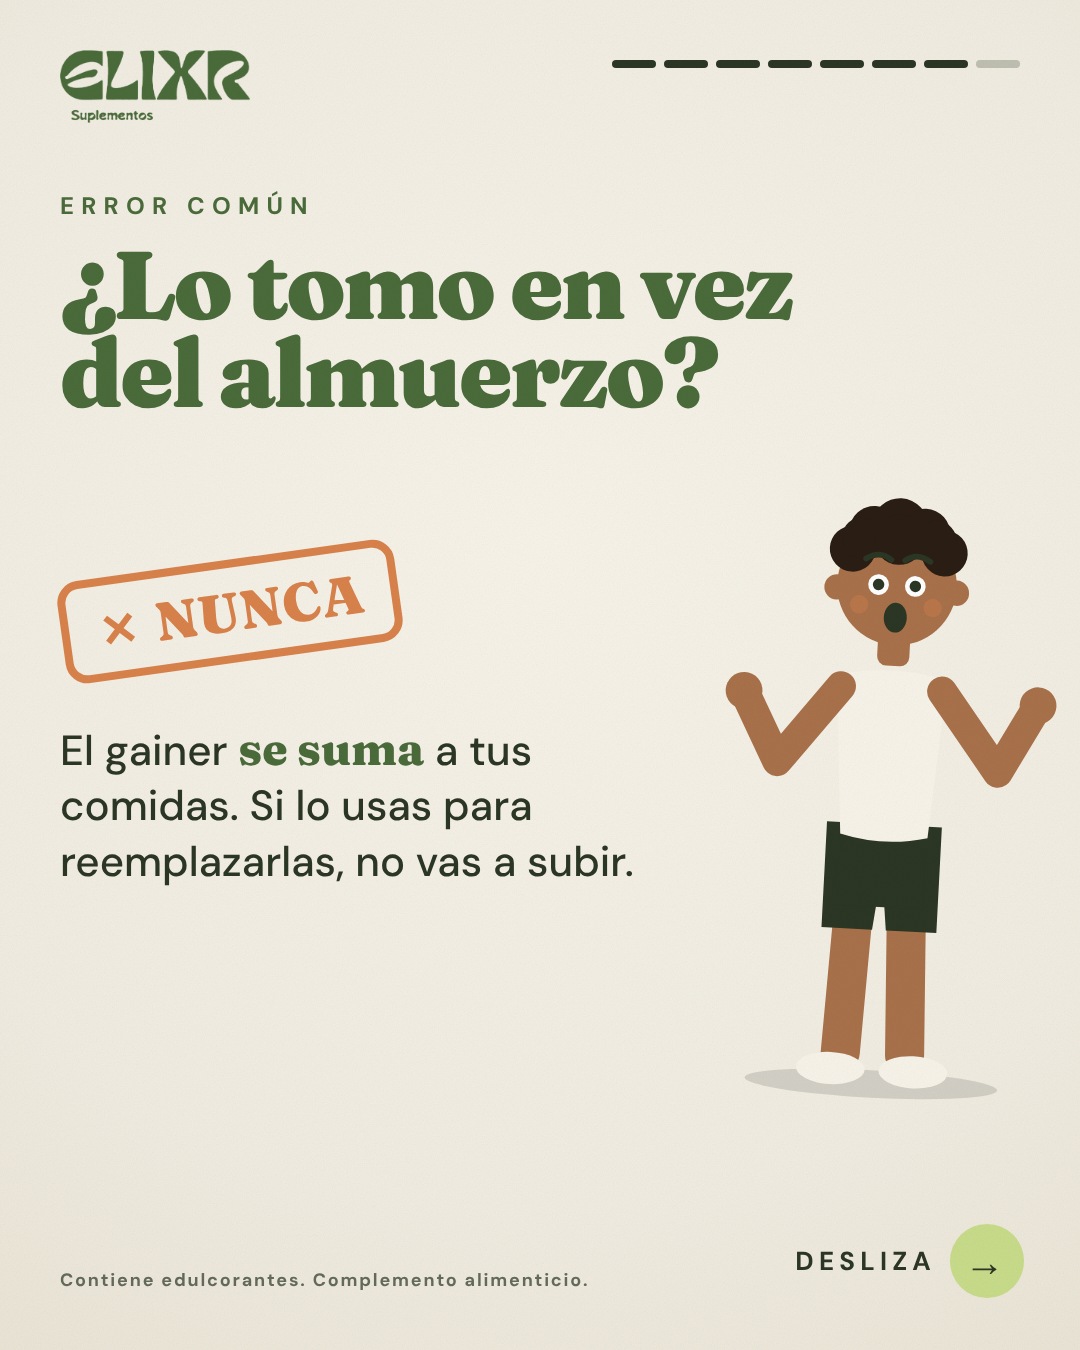 ELIXR
Suplementos
ERROR COMÚN
¿Lo tomo en vez
del almuerzo?
× NUNCA
El gainer se suma a tus
comidas. Si lo usas para
reemplazarlas, no vas a subir.
Contiene edulcorantes. Complemento alimenticio.
DESLIZA →